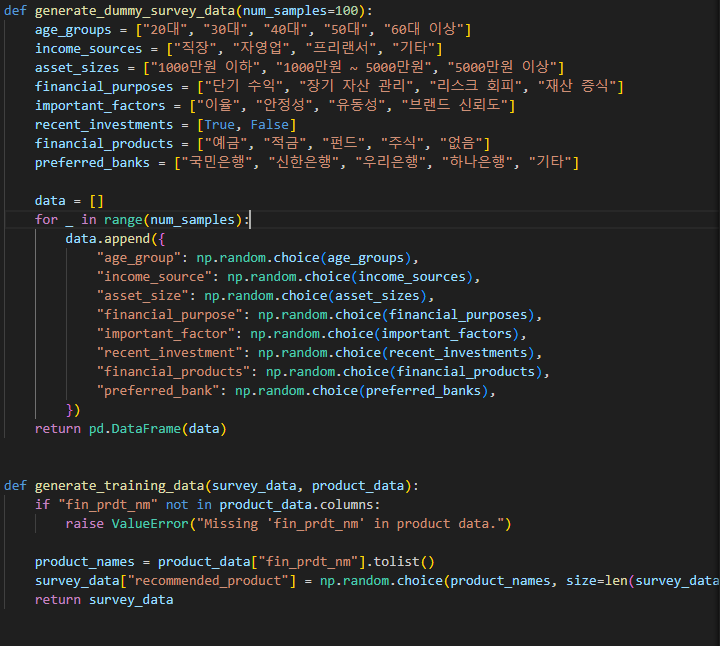 def generate_dummy_survey_data(num_samples=100):
    age_groups = ["20대", "30대", "40대", "50대", "60대 이상"]
    income_sources = ["직장", "자영업", "프리랜서", "기타"]
    asset_sizes = ["1000만원 이하", "1000만원 ~ 5000만원", "5000만원 이상"]
    financial_purposes = ["단기 수익", "장기 자산 관리", "리스크 회피", "재산 증식"]
    important_factors = ["이율", "안정성", "유동성", "브랜드 신뢰도"]
    recent_investments = [True, False]
    financial_products = ["예금", "적금", "펀드", "주식", "없음"]
    preferred_banks = ["국민은행", "신한은행", "우리은행", "하나은행", "기타"]
    data = []
    for _ in range(num_samples):
        data.append({
            "age_group": np.random.choice(age_groups),
            "income_source": np.random.choice(income_sources),
            "asset_size": np.random.choice(asset_sizes),
            "financial_purpose": np.random.choice(financial_purposes),
            "important_factor": np.random.choice(important_factors),
            "recent_investment": np.random.choice(recent_investments),
            "financial_products": np.random.choice(financial_products),
            "preferred_bank": np.random.choice(preferred_banks),
        })
    return pd.DataFrame(data)
def generate_training_data(survey_data, product_data):
    if "fin_prdt_nm" not in product_data.columns:
        raise ValueError("Missing 'fin_prdt_nm' in product data.")
    product_names = product_data["fin_prdt_nm"].tolist()
    survey_data["recommended_product"] = np.random.choice(product_names, size=len(survey_data
    return survey_data